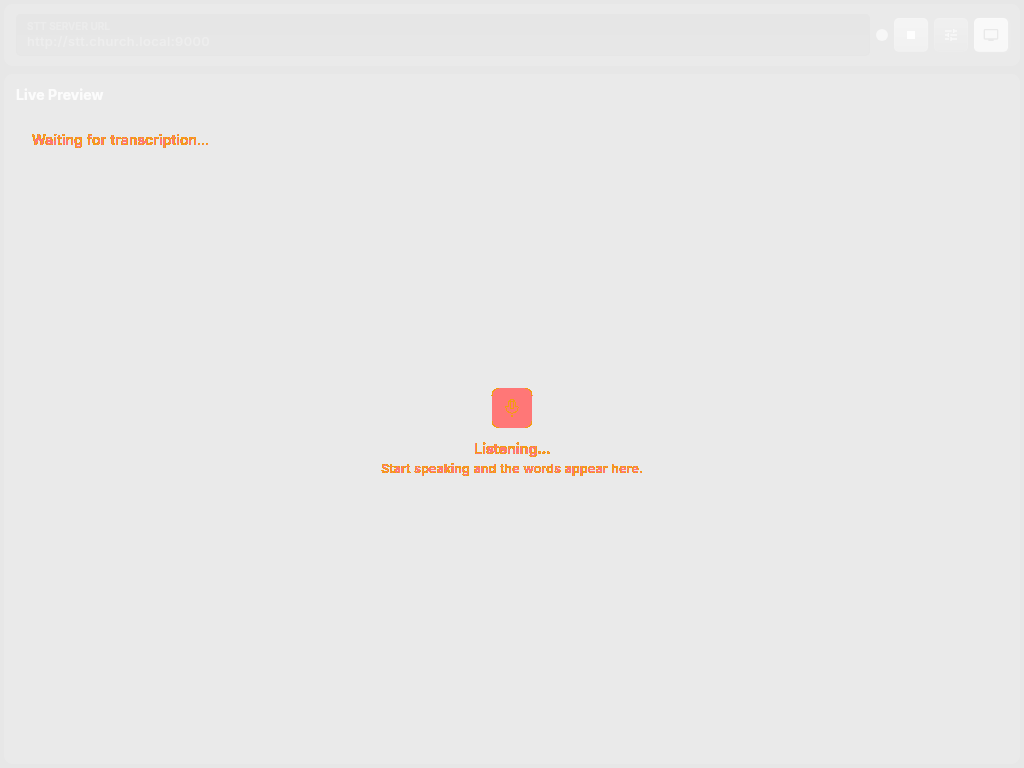 STT SERVER URL
http://stt.church.local:9000
Live Preview
Waiting for transcription...
Listening...
Start speaking and the words appear here.